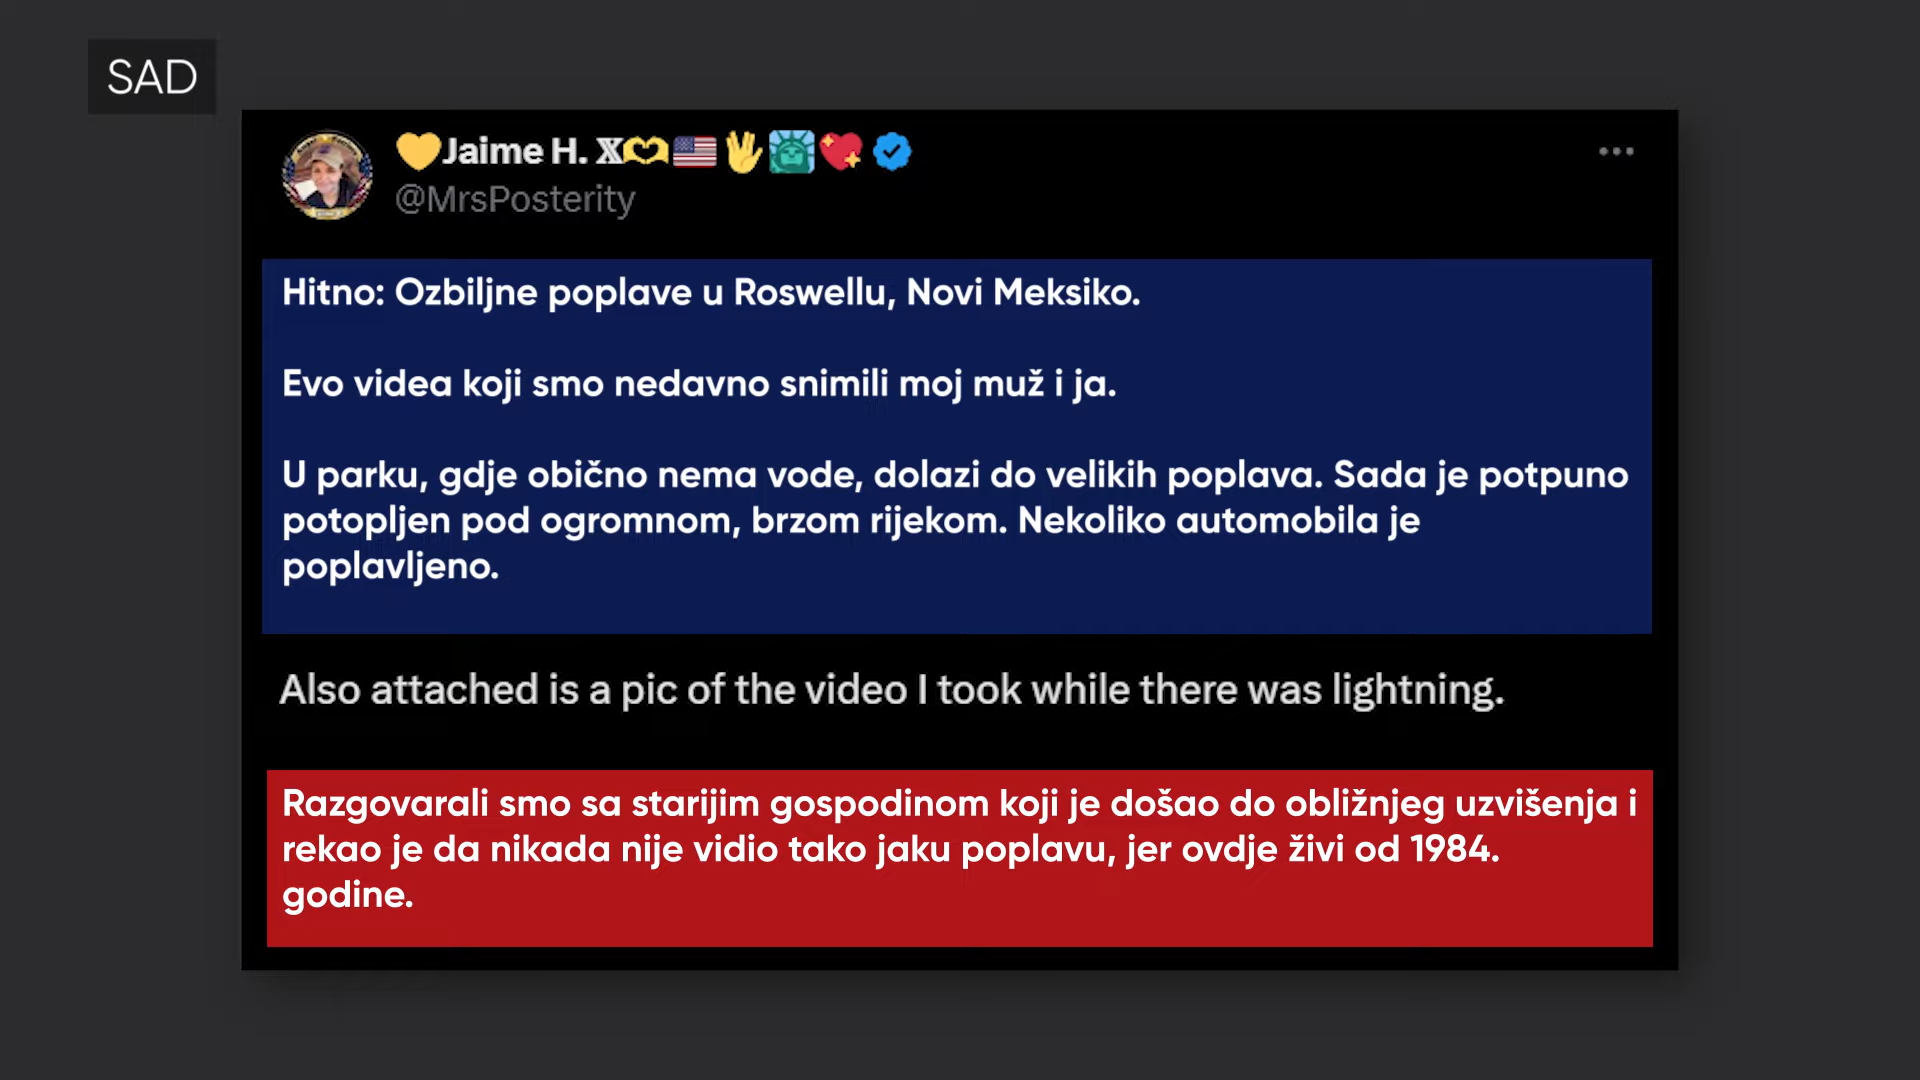 SAD
💛Jaime H. 𝕏🫶🇺🇸🖖🗽💖
@MrsPosterity
Hitno: Ozbiljne poplave u Roswellu, Novi Meksiko.
Evo videa koji smo nedavno snimili moj muž i ja.
U parku, gdje obično nema vode, dolazi do velikih poplava. Sada je potpuno
potopljen pod ogromnom, brzom rijekom. Nekoliko automobila je
poplavljeno.
Also attached is a pic of the video I took while there was lightning.
Razgovarali smo sa starijim gospodinom koji je došao do obližnjeg uzvišenja i
rekao je da nikada nije vidio tako jaku poplavu, jer ovdje živi od 1984.
godine.